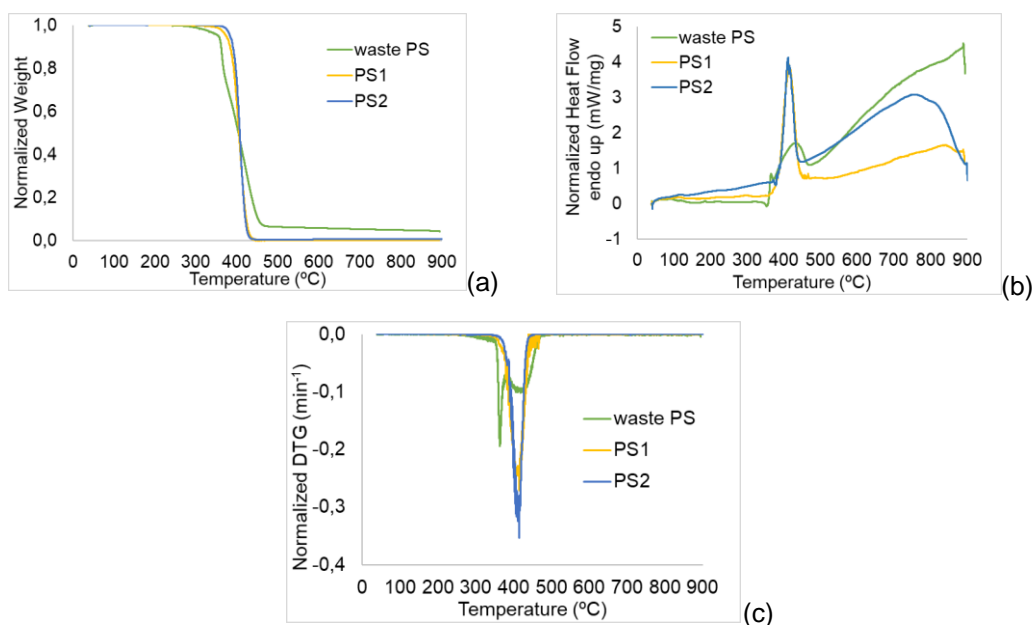 1,0
0,8
0,6
0,4
0,2
0,0
Normalized Weight
waste PS
PS1
PS2
0 100 200 300 400 500 600 700 800 900
Temperature (ºC)
(a)
5
4
3
2
1
0
-1
Normalized Heat Flow
endo up (mW/mg)
waste PS
PS1
PS2
0 100 200 300 400 500 600 700 800 900
Temperature (ºC)
(b)
0,0
-0,1
-0,2
-0,3
-0,4
Normalized DTG (min⁻¹)
waste PS
PS1
PS2
0 100 200 300 400 500 600 700 800 900
Temperature (ºC)
(c)